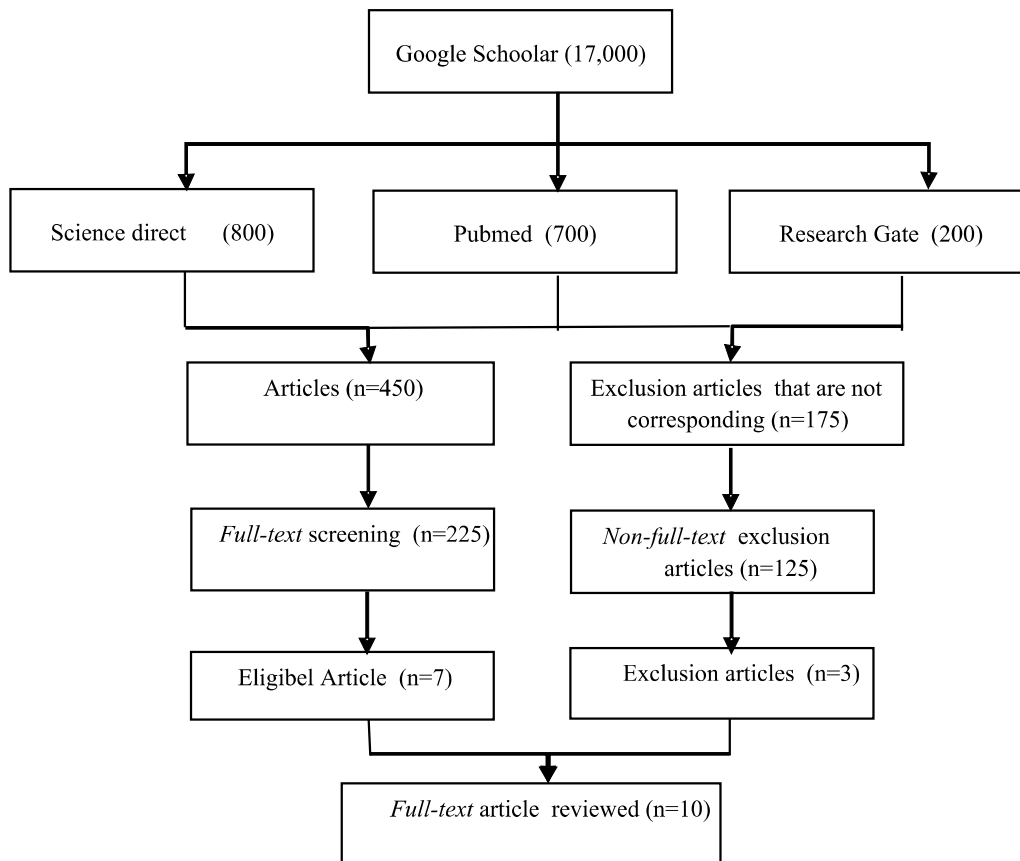 Google Schoolar (17,000)
Science direct (800)
Pubmed (700)
Research Gate (200)
Articles (n=450)
Exclusion articles that are not
corresponding (n=175)
Full-text screening (n=225)
Non-full-text exclusion
articles (n=125)
Eligibel Article (n=7)
Exclusion articles (n=3)
Full-text article reviewed (n=10)